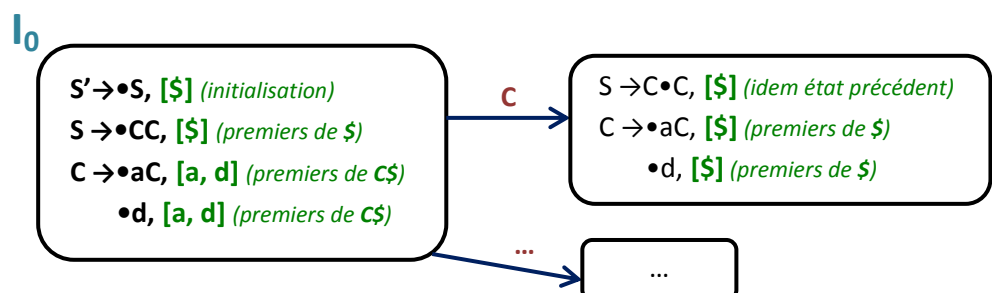 I₀
S’→•S, [$] (initialisation)
S →•CC, [$] (premiers de $)
C →•aC, [a, d] (premiers de C$)
•d, [a, d] (premiers de C$)
C
S →C•C, [$] (idem état précédent)
C →•aC, [$] (premiers de $)
•d, [$] (premiers de $)
...
...